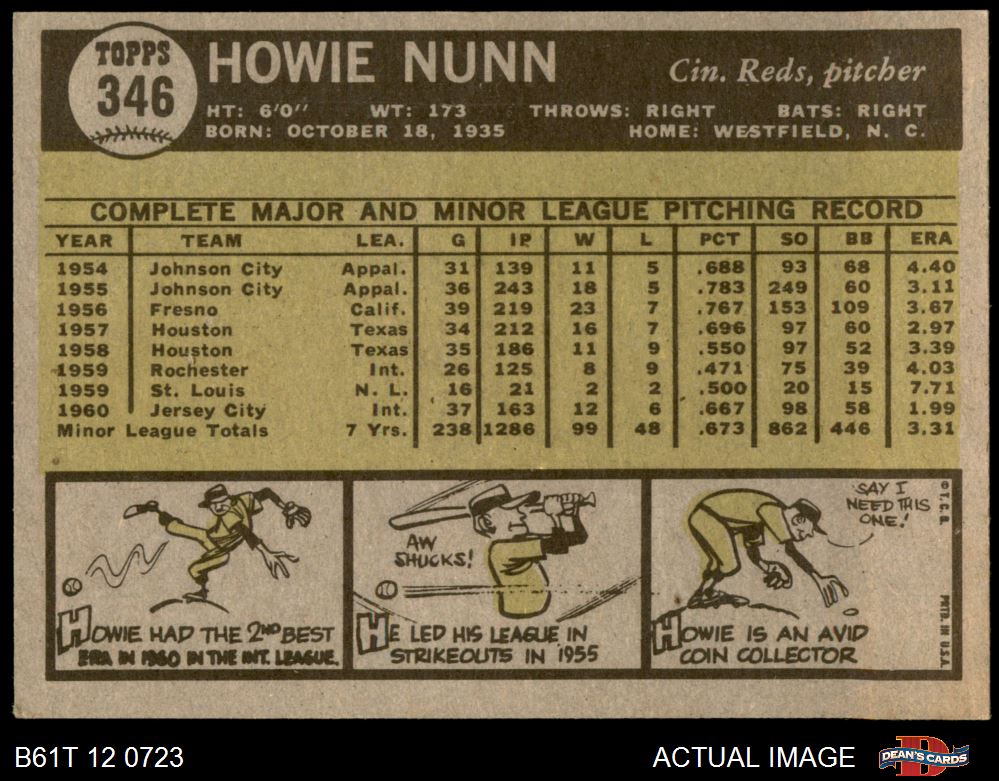 TOPPS
346
HOWIE NUNN
Cin. Reds, pitcher
HT: 6'0" WT: 173 THROWS: RIGHT BATS: RIGHT
BORN: OCTOBER 18, 1935 HOME: WESTFIELD, N. C.
COMPLETE MAJOR AND MINOR LEAGUE PITCHING RECORD
YEAR TEAM LEA. G IP W L PCT SO BB ERA
1954 Johnson City Appal. 31 139 11 5 .688 93 68 4.40
1955 Johnson City Appal. 36 243 18 5 .783 249 60 3.11
1956 Fresno Calif. 39 219 23 7 .767 153 109 3.67
1957 Houston Texas 34 212 16 7 .696 97 60 2.97
1958 Houston Texas 35 186 11 9 .550 97 52 3.39
1959 Rochester Int. 26 125 8 9 .471 75 39 4.03
1959 St. Louis N. L. 16 21 2 2 .500 20 15 7.71
1960 Jersey City Int. 37 163 12 6 .667 98 58 1.99
Minor League Totals 7 Yrs. 238 1286 99 48 .673 862 446 3.31
HOWIE HAD THE 2ND BEST
ERA IN 1960 IN THE INT. LEAGUE.
AW
SHUCKS!
HE LED HIS LEAGUE IN
STRIKEOUTS IN 1955
SAY I
NEED THIS
ONE!
HOWIE IS AN AVID
COIN COLLECTOR
© T. C. G.
PRTD. IN U.S.A.
B61T 12 0723
ACTUAL IMAGE
DEAN'S CARDS